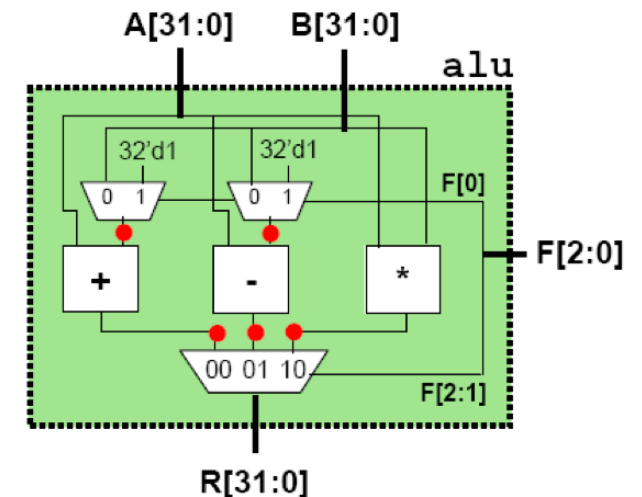 A[31:0] B[31:0]
alu
32'd1 32'd1
0 1 0 1 F[0]
F[2:0]
+ - *
00 01 10
F[2:1]
R[31:0]